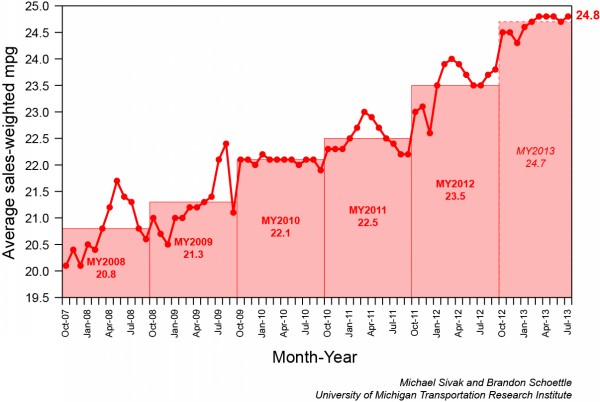 Average sales-weighted mpg
25.0
24.5
24.0
23.5
23.0
22.5
22.0
21.5
21.0
20.5
20.0
19.5
24.8
MY2008
20.8
MY2009
21.3
MY2010
22.1
MY2011
22.5
MY2012
23.5
MY2013
24.7
Oct-07
Jan-08
Apr-08
Jul-08
Oct-08
Jan-09
Apr-09
Jul-09
Oct-09
Jan-10
Apr-10
Jul-10
Oct-10
Jan-11
Apr-11
Jul-11
Oct-11
Jan-12
Apr-12
Jul-12
Oct-12
Jan-13
Apr-13
Jul-13
Month-Year
Michael Sivak and Brandon Schoettle
University of Michigan Transportation Research Institute